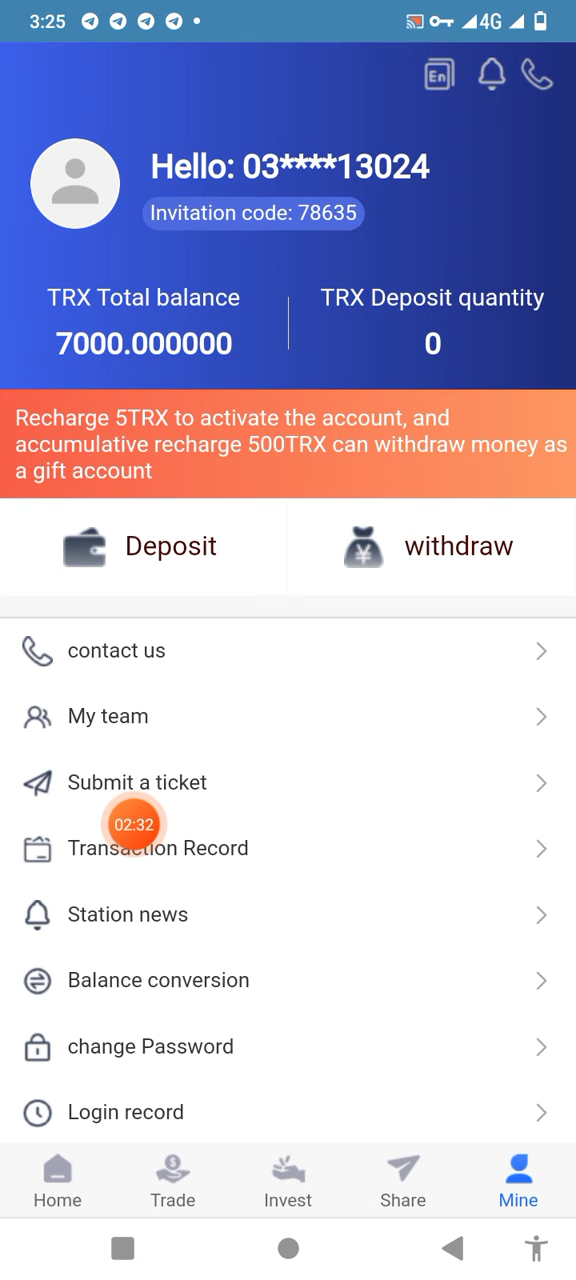 3:25
4G
En
Hello: 03****13024
Invitation code: 78635
TRX Total balance
TRX Deposit quantity
7000.000000
0
Recharge 5TRX to activate the account, and
accumulative recharge 500TRX can withdraw money as
a gift account
Deposit
¥
withdraw
contact us
My team
Submit a ticket
02:32
Transaction Record
Station news
Balance conversion
change Password
Login record
Home
Trade
Invest
Share
Mine